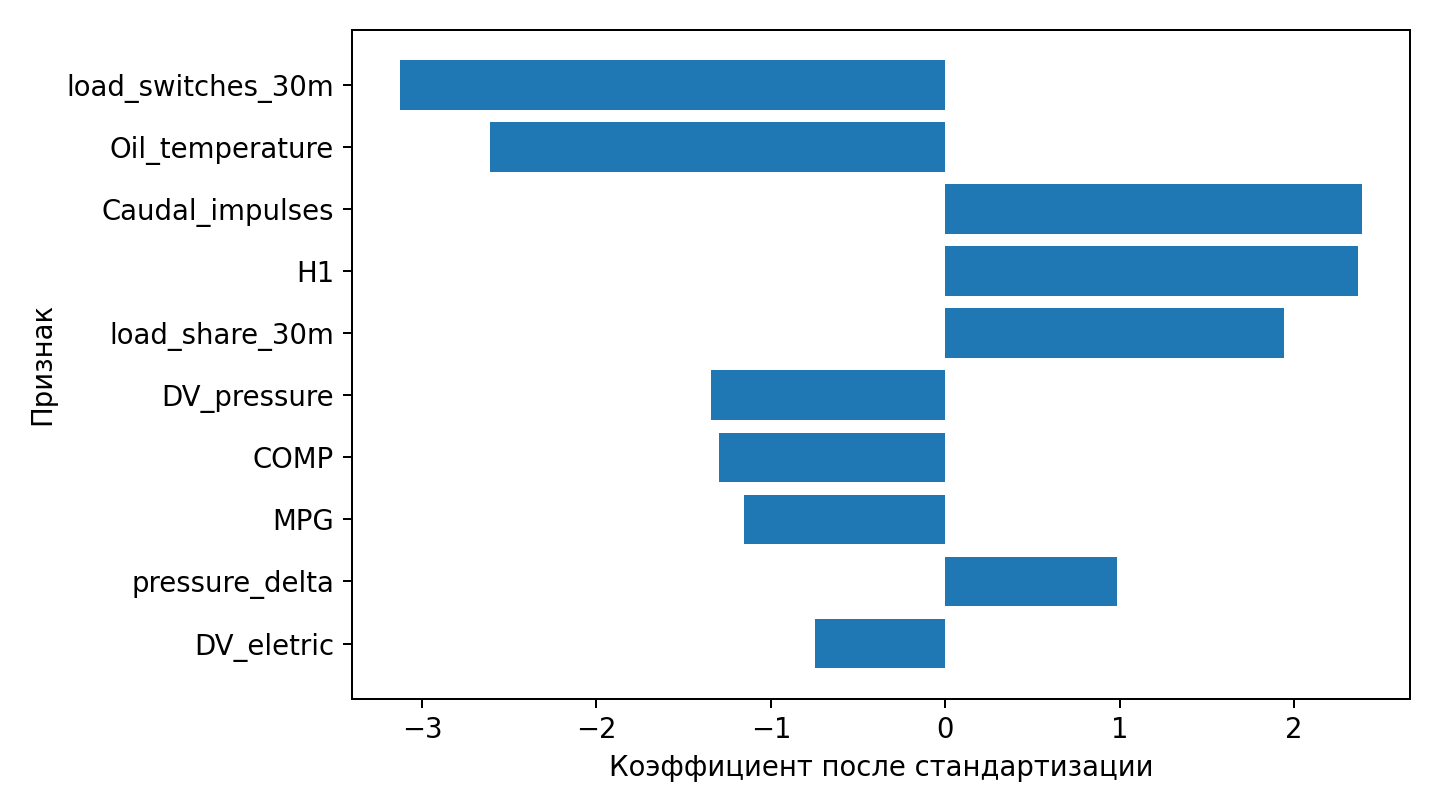 load_switches_30m
Oil_temperature
Caudal_impulses
H1
load_share_30m
DV_pressure
COMP
MPG
pressure_delta
DV_eletric
Признак
−3 −2 −1 0 1 2
Коэффициент после стандартизации